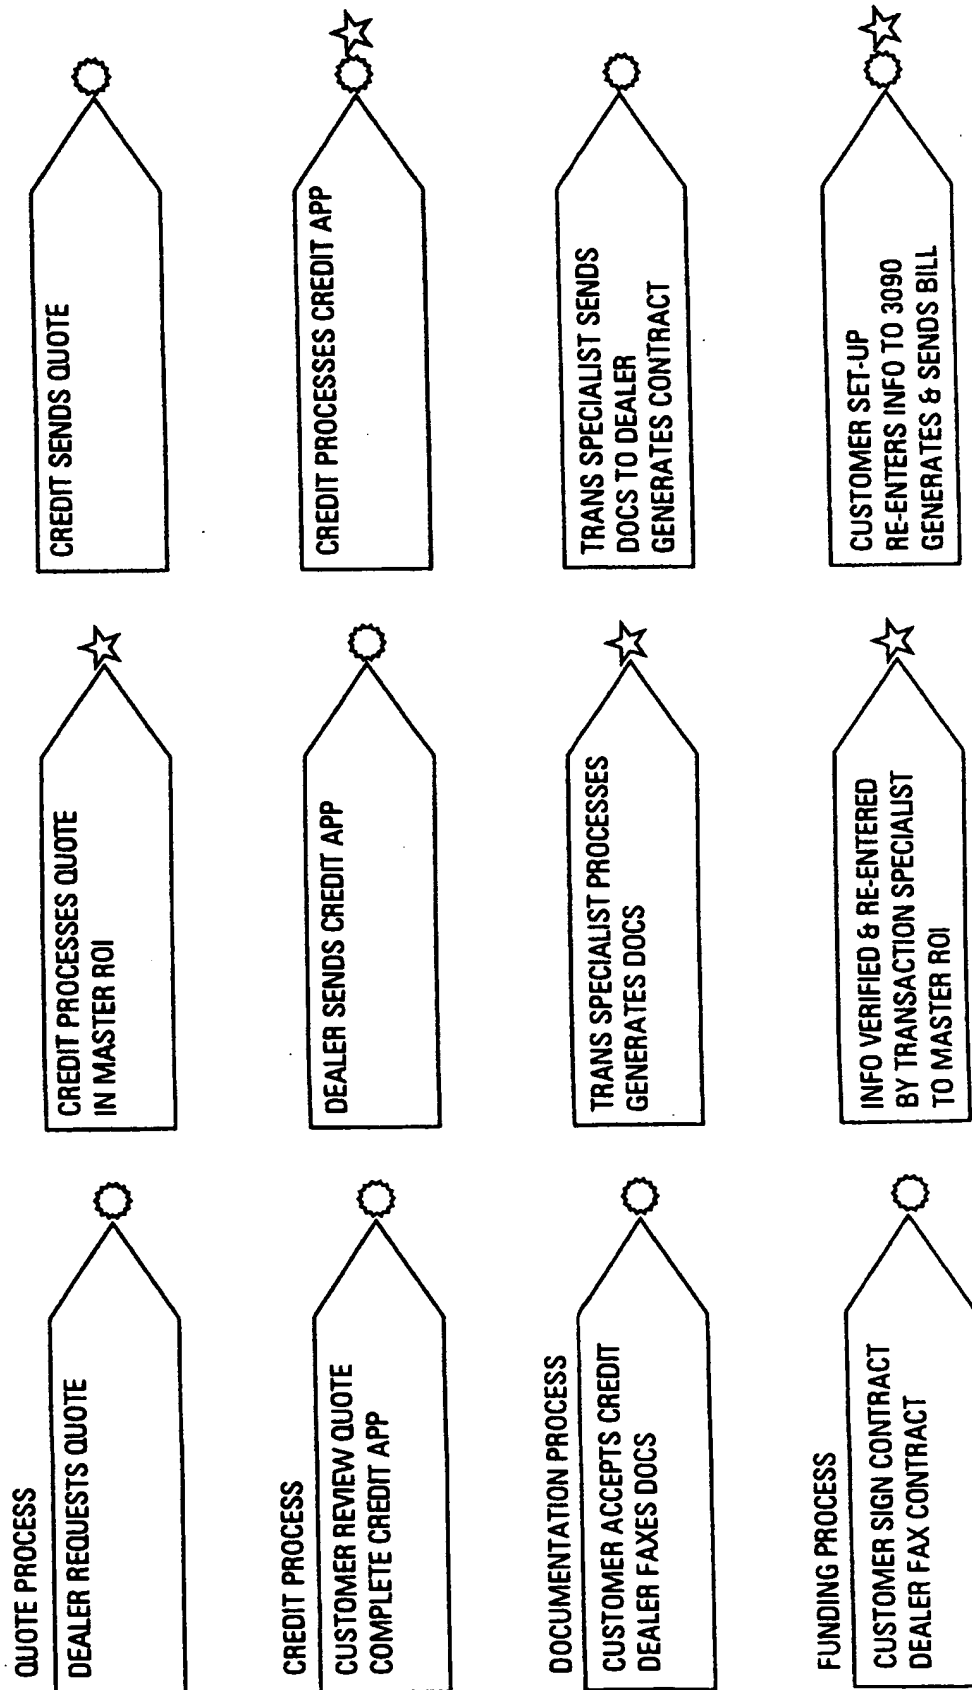 QUOTE PROCESS
DEALER REQUESTS QUOTE
CREDIT PROCESSES QUOTE
IN MASTER ROI
CREDIT SENDS QUOTE
CREDIT PROCESS
CUSTOMER REVIEW QUOTE
COMPLETE CREDIT APP
DEALER SENDS CREDIT APP
CREDIT PROCESSES CREDIT APP
DOCUMENTATION PROCESS
CUSTOMER ACCEPTS CREDIT
DEALER FAXES DOCS
TRANS SPECIALIST PROCESSES
GENERATES DOCS
TRANS SPECIALIST SENDS
DOCS TO DEALER
GENERATES CONTRACT
FUNDING PROCESS
CUSTOMER SIGN CONTRACT
DEALER FAX CONTRACT
INFO VERIFIED & RE-ENTERED
BY TRANSACTION SPECIALIST
TO MASTER ROI
CUSTOMER SET-UP
RE-ENTERS INFO TO 3090
GENERATES & SENDS BILL